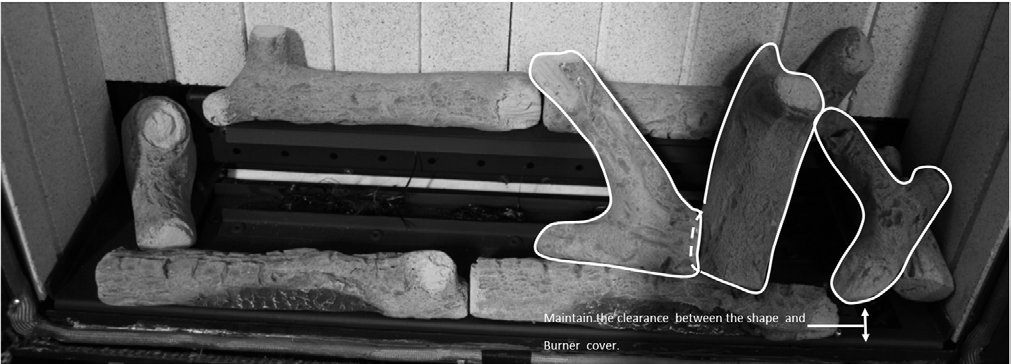 Maintain the clearance between the shape and
Burner cover.